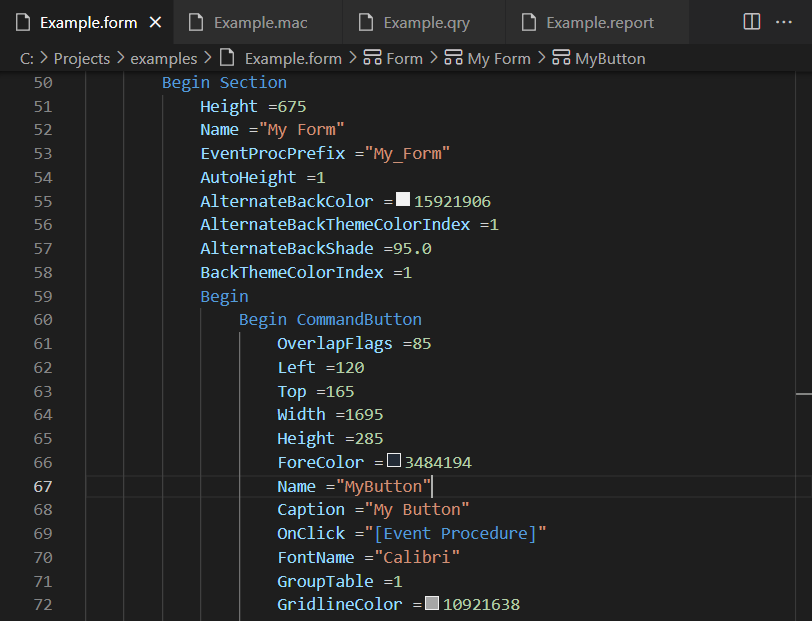 Example.form Example.mac Example.qry Example.report
C: > Projects > examples > Example.form > Form > My Form > MyButton
50 Begin Section
51 Height =675
52 Name ="My Form"
53 EventProcPrefix ="My_Form"
54 AutoHeight =1
55 AlternateBackColor =15921906
56 AlternateBackThemeColorIndex =1
57 AlternateBackShade =95.0
58 BackThemeColorIndex =1
59 Begin
60 Begin CommandButton
61 OverlapFlags =85
62 Left =120
63 Top =165
64 Width =1695
65 Height =285
66 ForeColor =3484194
67 Name ="MyButton"
68 Caption ="My Button"
69 OnClick ="[Event Procedure]"
70 FontName ="Calibri"
71 GroupTable =1
72 GridlineColor =10921638